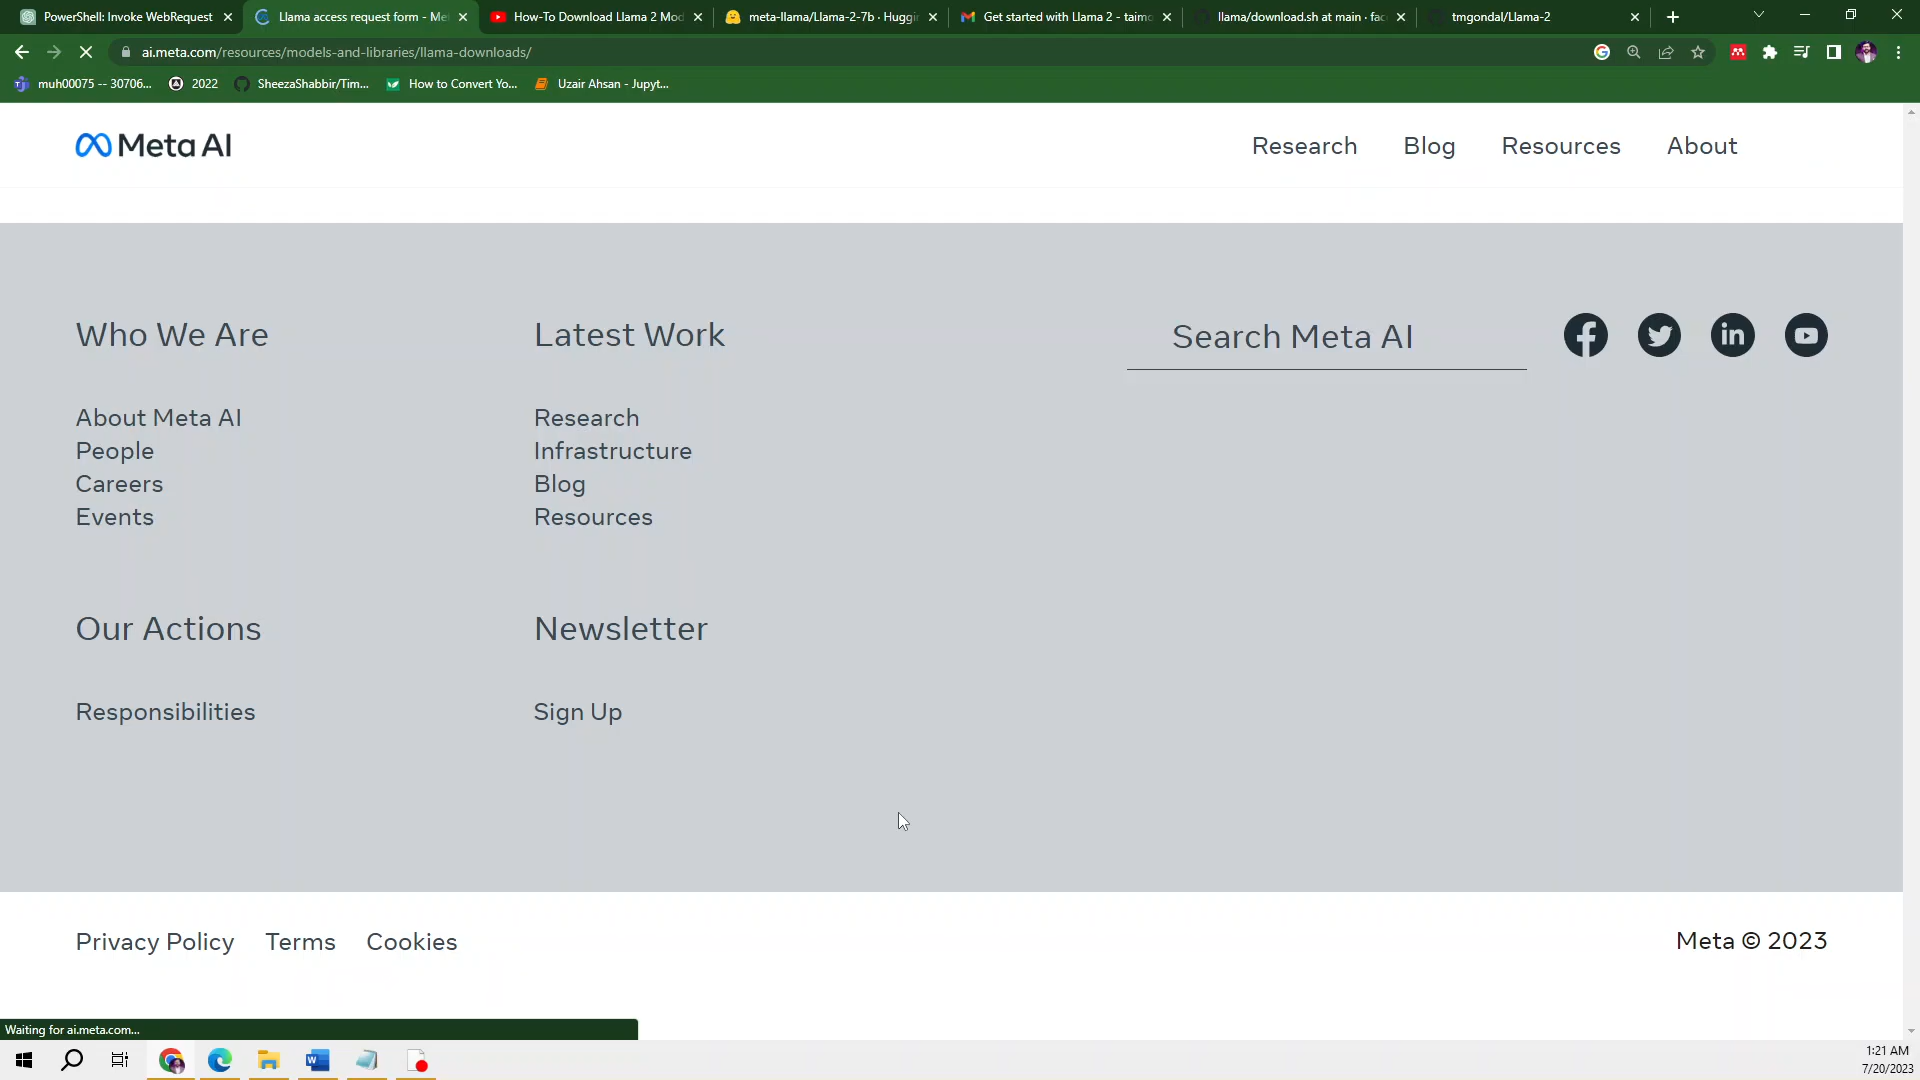 PowerShell: Invoke WebRequest
Llama access request form - Me
How-To Download Llama 2 Mod
meta-llama/Llama-2-7b · Huggin
Get started with Llama 2 - taimo
llama/download.sh at main · fac
tmgondal/Llama-2
ai.meta.com/resources/models-and-libraries/llama-downloads/
muh00075 -- 30706...
2022
SheezaShabbir/Tim...
How to Convert Yo...
Uzair Ahsan - Jupyt...
Meta AI
Research
Blog
Resources
About
Who We Are
Latest Work
Search Meta AI
About Meta AI
People
Careers
Events
Research
Infrastructure
Blog
Resources
Our Actions
Newsletter
Responsibilities
Sign Up
Privacy Policy
Terms
Cookies
Meta © 2023
Waiting for ai.meta.com...
1:21 AM
7/20/2023